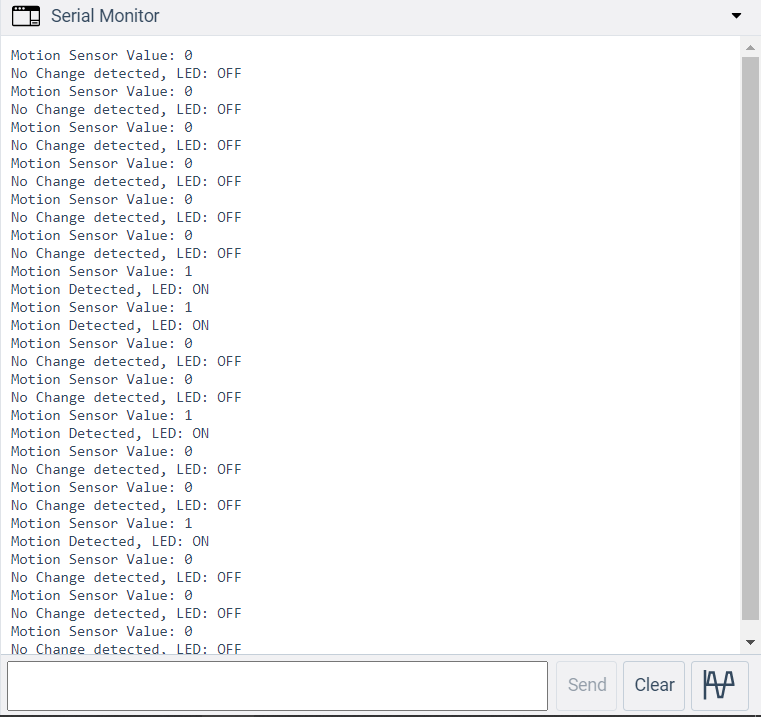 Serial Monitor
Motion Sensor Value: 0
No Change detected, LED: OFF
Motion Sensor Value: 0
No Change detected, LED: OFF
Motion Sensor Value: 0
No Change detected, LED: OFF
Motion Sensor Value: 0
No Change detected, LED: OFF
Motion Sensor Value: 0
No Change detected, LED: OFF
Motion Sensor Value: 0
No Change detected, LED: OFF
Motion Sensor Value: 1
Motion Detected, LED: ON
Motion Sensor Value: 1
Motion Detected, LED: ON
Motion Sensor Value: 0
No Change detected, LED: OFF
Motion Sensor Value: 0
No Change detected, LED: OFF
Motion Sensor Value: 1
Motion Detected, LED: ON
Motion Sensor Value: 0
No Change detected, LED: OFF
Motion Sensor Value: 0
No Change detected, LED: OFF
Motion Sensor Value: 1
Motion Detected, LED: ON
Motion Sensor Value: 0
No Change detected, LED: OFF
Motion Sensor Value: 0
No Change detected, LED: OFF
Motion Sensor Value: 0
No Change detected, LED: OFF
Send Clear